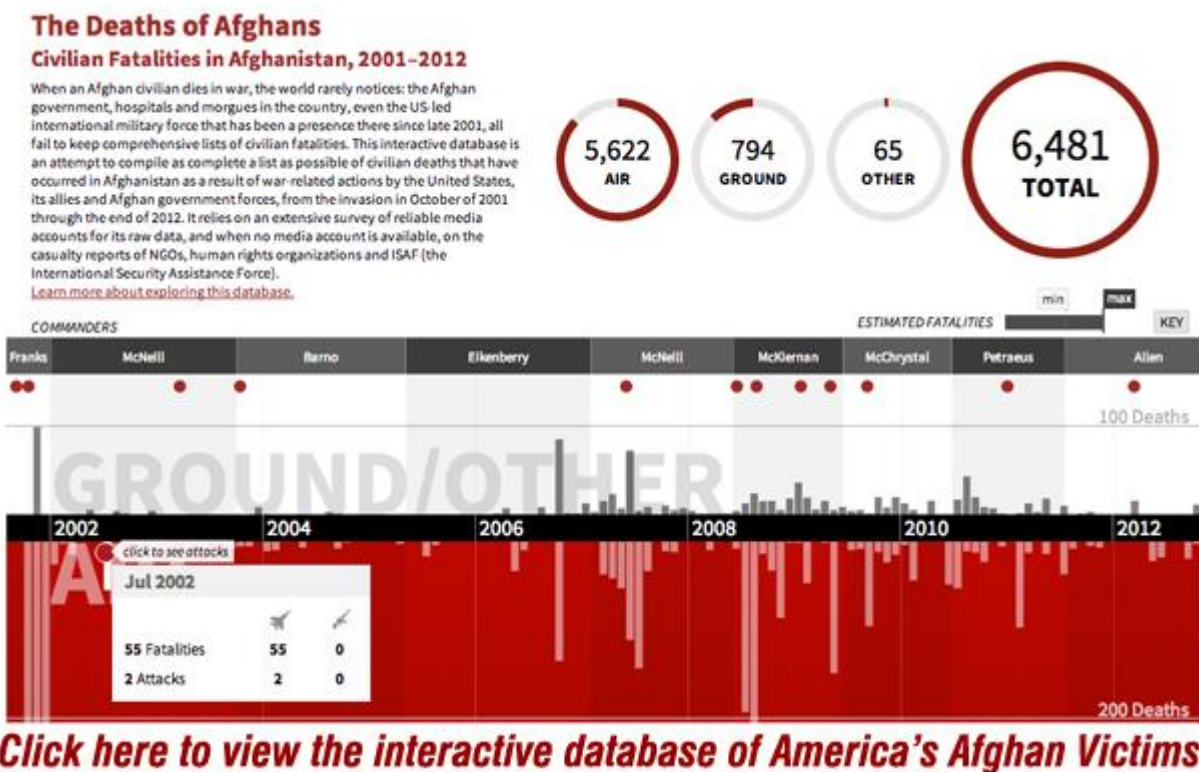 The Deaths of Afghans
Civilian Fatalities in Afghanistan, 2001–2012
When an Afghan civilian dies in war, the world rarely notices: the Afghan
government, hospitals and morgues in the country, even the US-led
international military force that has been a presence there since late 2001, all
fail to keep comprehensive lists of civilian fatalities. This interactive database is
an attempt to compile as complete a list as possible of civilian deaths that have
occurred in Afghanistan as a result of war-related actions by the United States,
its allies and Afghan government forces, from the invasion in October of 2001
through the end of 2012. It relies on an extensive survey of reliable media
accounts for its raw data, and when no media account is available, on the
casualty reports of NGOs, human rights organizations and ISAF (the
International Security Assistance Force).
Learn more about exploring this database.
5,622
AIR
794
GROUND
65
OTHER
6,481
TOTAL
min max
COMMANDERS
ESTIMATED FATALITIES
KEY
Franks McNeill Barno Eikenberry McNeill McKiernan McChrystal Petraeus Allen
100 Deaths
GROUND/OTHER
2002 2004 2006 2008 2010 2012
click to see attacks
Jul 2002
55 Fatalities 55 0
2 Attacks 2 0
200 Deaths
Click here to view the interactive database of America's Afghan Victims